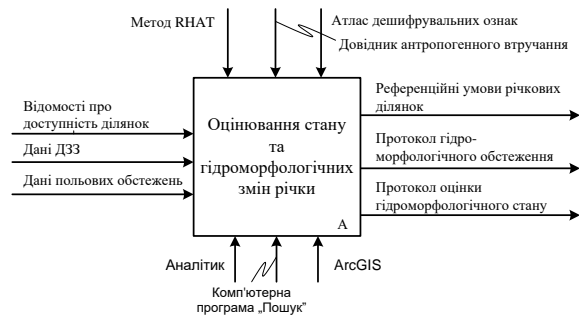 Метод RHAT
Атлас дешифрувальних ознак
Довідник антропогенного втручання
Відомості про
доступність ділянок
Дані ДЗЗ
Дані польових обстежень
Оцінювання стану
та
гідроморфологічних
змін річки
A
Референційні умови річкових
ділянок
Протокол гідро-
морфологічного обстеження
Протокол оцінки
гідроморфологічного стану
Аналітик
Комп'ютерна
програма „Пошук”
ArcGIS